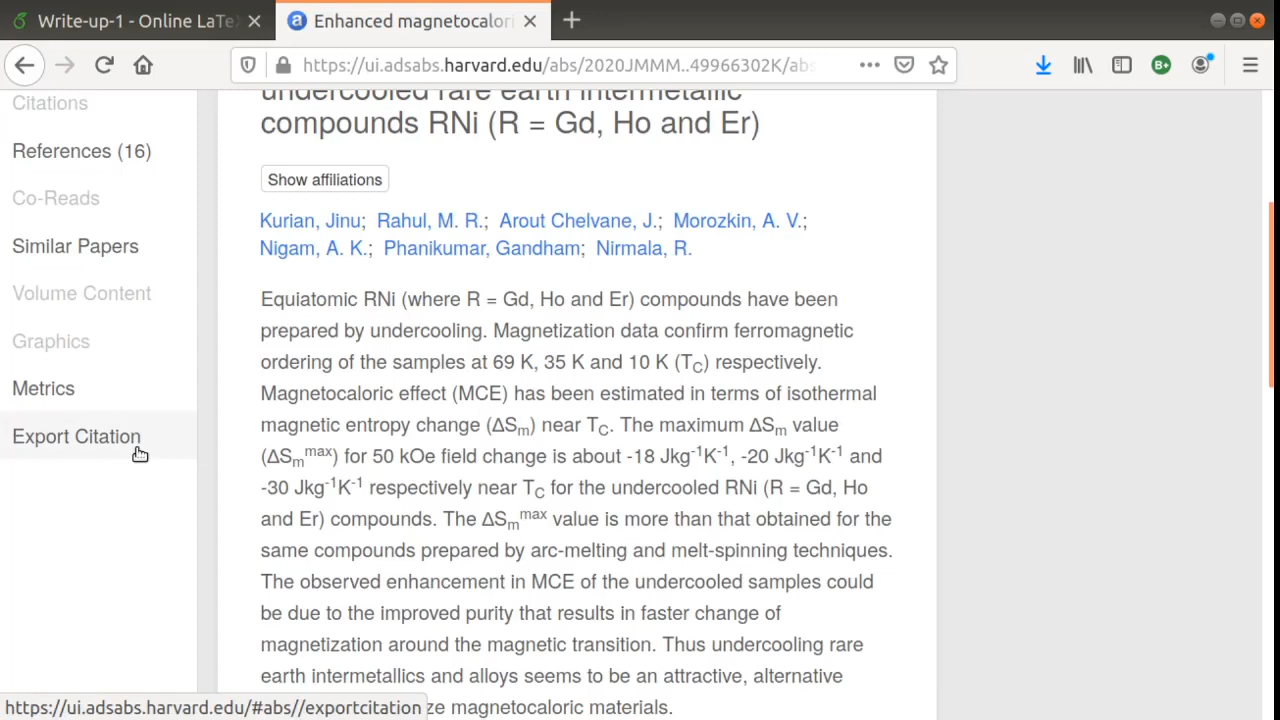 Write-up-1 - Online LaTe
Enhanced magnetocalori
https://ui.adsabs.harvard.edu/abs/2020JMMM..49966302K/abs
B+
Citations
References (16)
Co-Reads
Similar Papers
Volume Content
Graphics
Metrics
Export Citation
undercooled rare earth intermetallic
compounds RNi (R = Gd, Ho and Er)
Show affiliations
Kurian, Jinu; Rahul, M. R.; Arout Chelvane, J.; Morozkin, A. V.;
Nigam, A. K.; Phanikumar, Gandham; Nirmala, R.
Equiatomic RNi (where R = Gd, Ho and Er) compounds have been
prepared by undercooling. Magnetization data confirm ferromagnetic
ordering of the samples at 69 K, 35 K and 10 K (T_C) respectively.
Magnetocaloric effect (MCE) has been estimated in terms of isothermal
magnetic entropy change (ΔS_m) near T_C. The maximum ΔS_m value
(ΔS_m^max) for 50 kOe field change is about -18 Jkg^-1K^-1, -20 Jkg^-1K^-1 and
-30 Jkg^-1K^-1 respectively near T_C for the undercooled RNi (R = Gd, Ho
and Er) compounds. The ΔS_m^max value is more than that obtained for the
same compounds prepared by arc-melting and melt-spinning techniques.
The observed enhancement in MCE of the undercooled samples could
be due to the improved purity that results in faster change of
magnetization around the magnetic transition. Thus undercooling rare
earth intermetallics and alloys seems to be an attractive, alternative
ze magnetocaloric materials.
https://ui.adsabs.harvard.edu/#abs//exportcitation